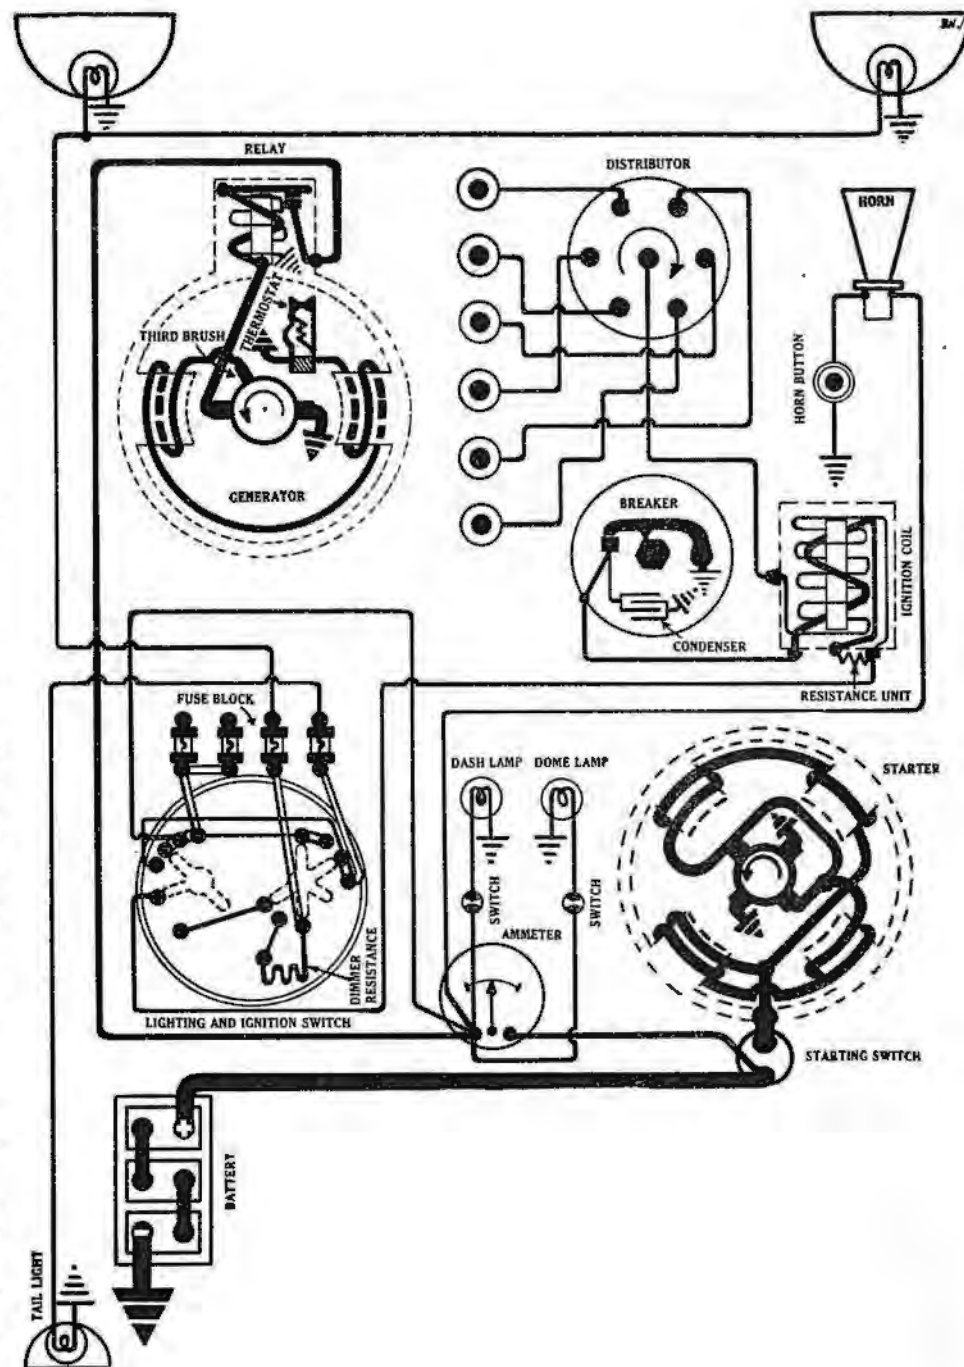 RELAY
DISTRIBUTOR
HORN
THERMOSTAT
THIRD BRUSH
HORN BUTTON
GENERATOR
BREAKER
IGNITION COIL
CONDENSER
RESISTANCE UNIT
FUSE BLOCK
DASH LAMP
DOME LAMP
STARTER
SWITCH
SWITCH
AMMETER
DIMMER
RESISTANCE
LIGHTING AND IGNITION SWITCH
STARTING SWITCH
BATTERY
TAIL LIGHT